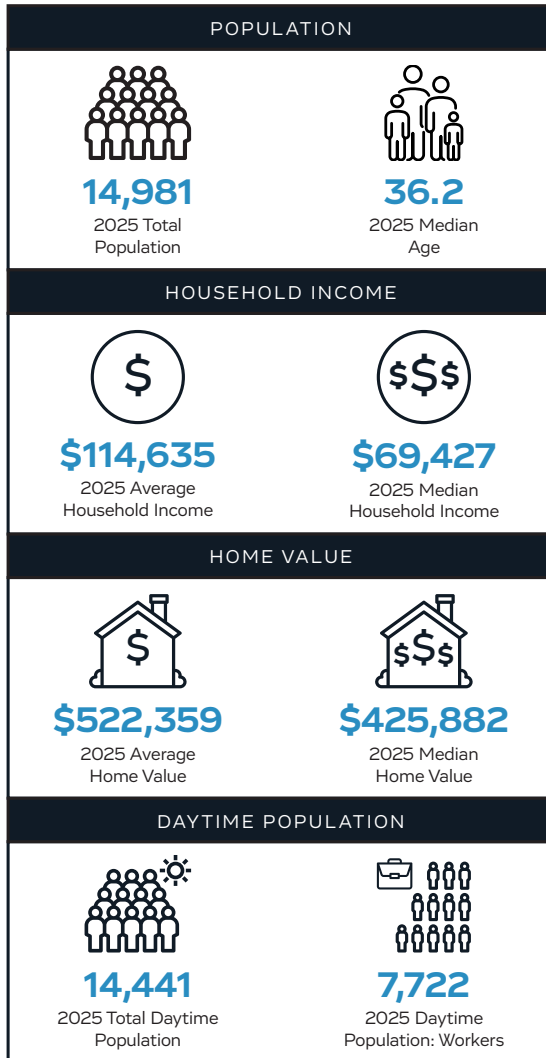 POPULATION
14,981
2025 Total
Population
36.2
2025 Median
Age
HOUSEHOLD INCOME
$
$114,635
2025 Average
Household Income
$$$
$69,427
2025 Median
Household Income
HOME VALUE
$
$522,359
2025 Average
Home Value
$$$
$425,882
2025 Median
Home Value
DAYTIME POPULATION
14,441
2025 Total Daytime
Population
7,722
2025 Daytime
Population: Workers